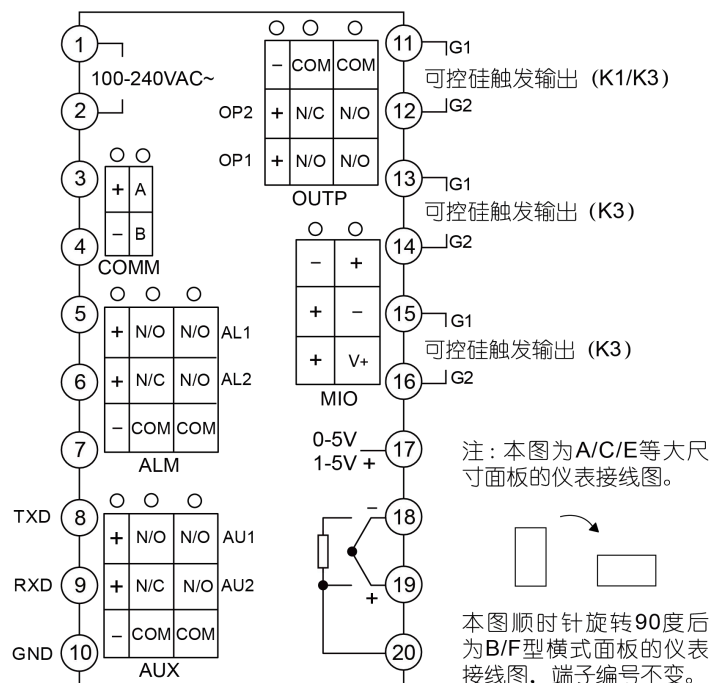 1
100-240VAC~
2
3
+ A
4
- B
COMM
5
+ N/O N/O AL1
6
+ N/C N/O AL2
7
- COM COM
ALM
TXD 8
+ N/O N/O AU1
RXD 9
+ N/C N/O AU2
GND 10
- COM COM
AUX
- COM COM
OP2 + N/C N/O
OP1 + N/O N/O
OUTP
- +
+ -
+ V+
MIO
11 G1
可控硅触发输出 (K1/K3)
12 G2
13 G1
可控硅触发输出 (K3)
14 G2
15 G1
可控硅触发输出 (K3)
16 G2
0-5V
1-5V +
17
- 18
+ 19
20
注:本图为A/C/E等大尺
寸面板的仪表接线图。
本图顺时针旋转90度后
为B/F型横式面板的仪表
接线图，端子编号不变。